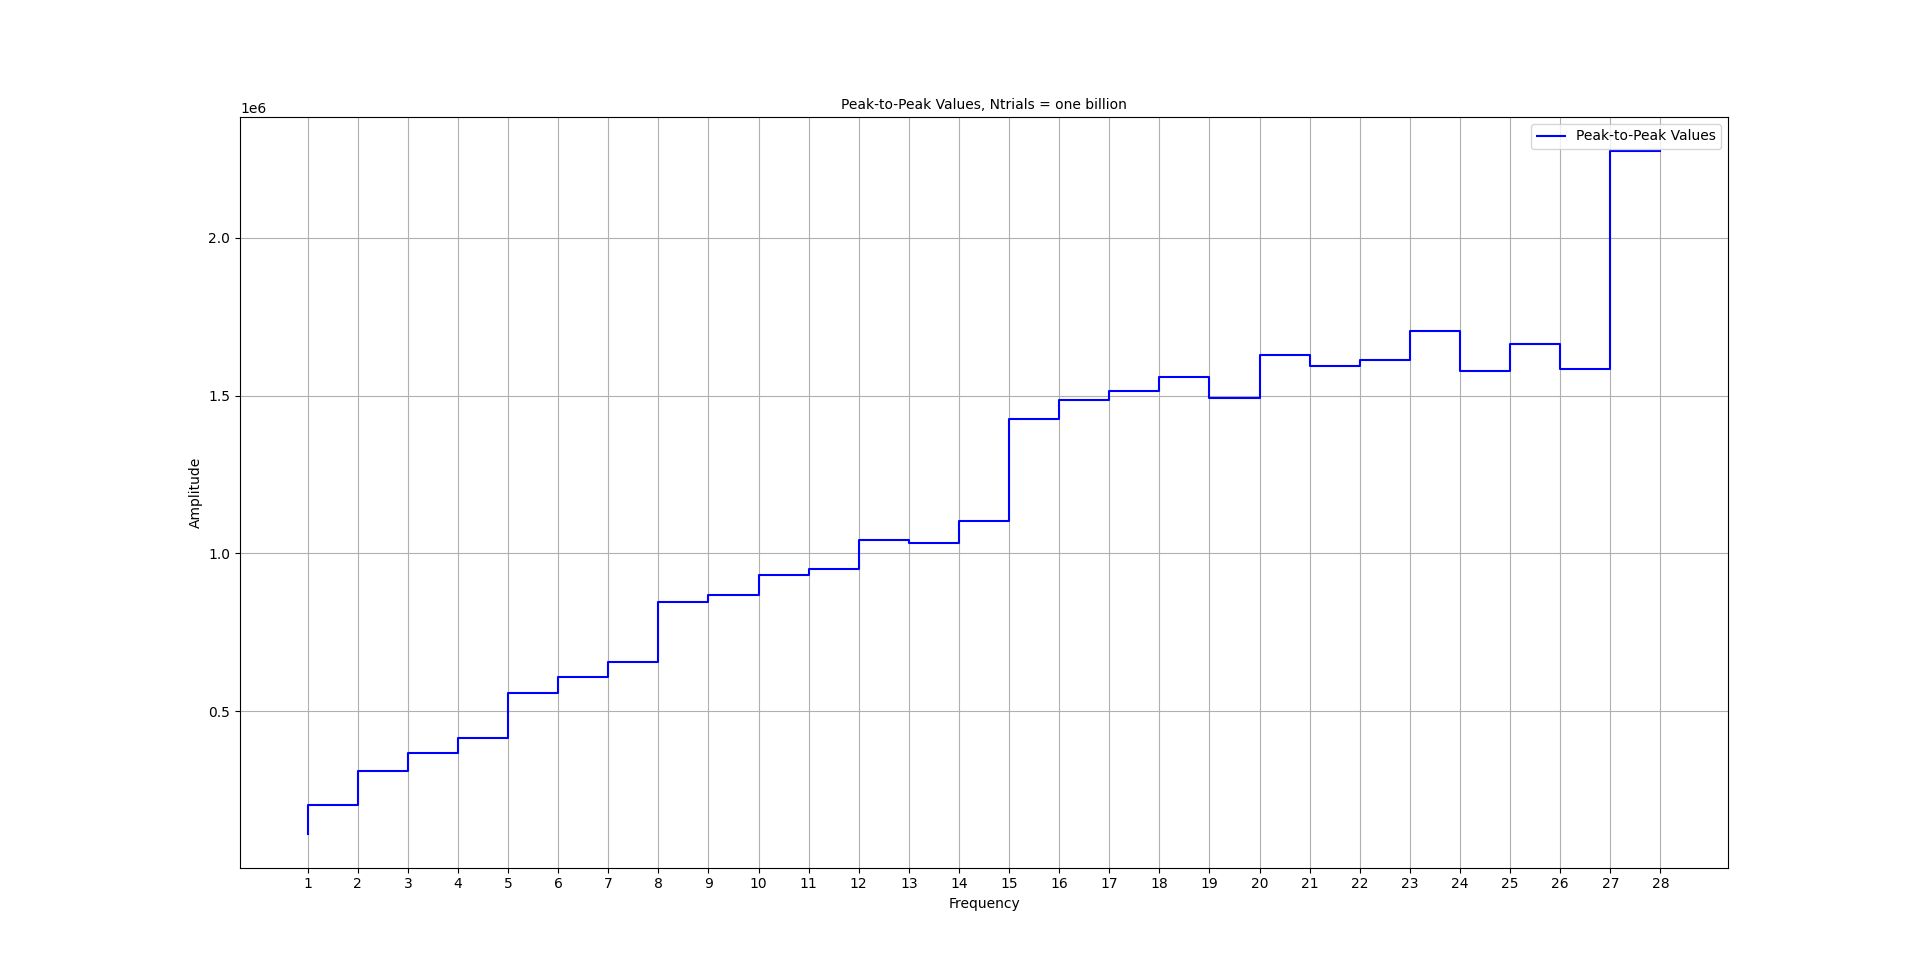 Peak-to-Peak Values, Ntrials = one billion
1e6
Peak-to-Peak Values
2.0
1.5
1.0
0.5
Amplitude
1 2 3 4 5 6 7 8 9 10 11 12 13 14 15 16 17 18 19 20 21 22 23 24 25 26 27 28
Frequency